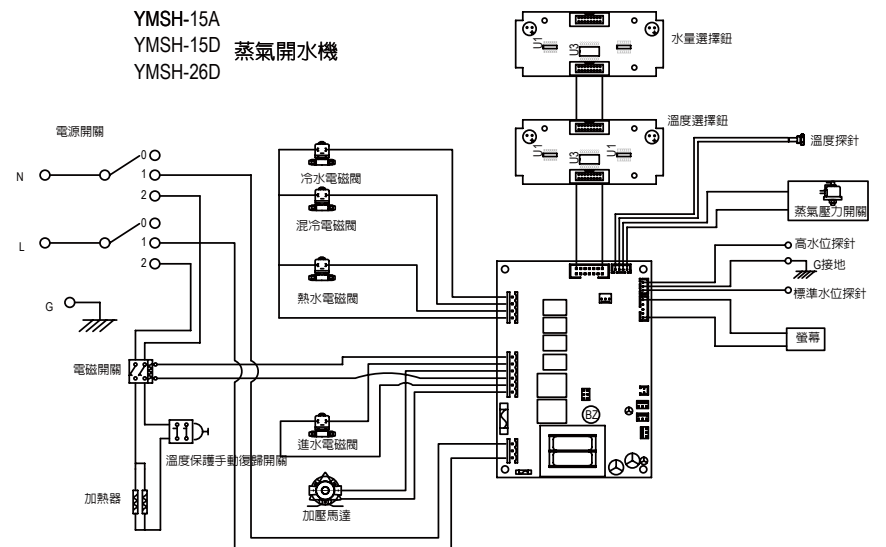 YMSH-15A
YMSH-15D 蒸氣開水機
YMSH-26D
水量選擇鈕
U1
U3
溫度選擇鈕
U1
U3
U1
電源開關
N
0
1
2
L
0
1
2
G
冷水電磁閥
混冷電磁閥
熱水電磁閥
溫度探針
蒸氣壓力開關
高水位探針
G接地
標準水位探針
螢幕
電磁開關
溫度保護手動復歸開關
加熱器
進水電磁閥
加壓馬達
BZ